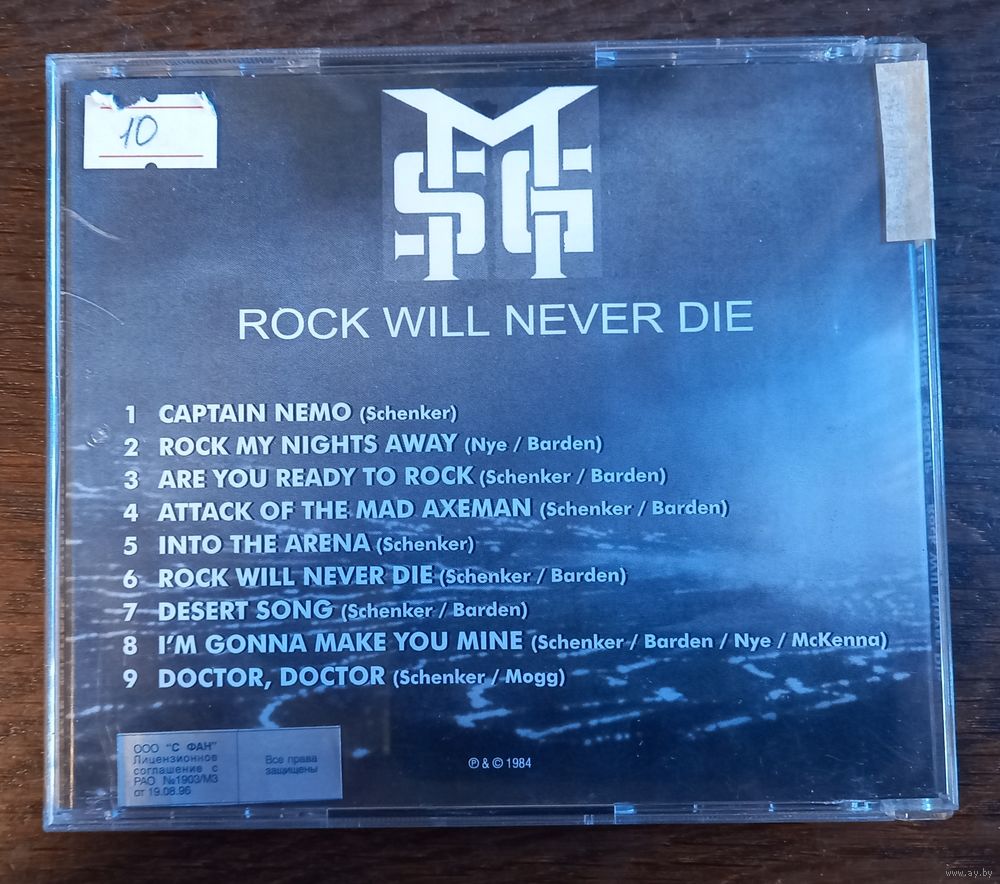 10
MSG
ROCK WILL NEVER DIE
1 CAPTAIN NEMO (Schenker)
2 ROCK MY NIGHTS AWAY (Nye / Barden)
3 ARE YOU READY TO ROCK (Schenker / Barden)
4 ATTACK OF THE MAD AXEMAN (Schenker / Barden)
5 INTO THE ARENA (Schenker)
6 ROCK WILL NEVER DIE (Schenker / Barden)
7 DESERT SONG (Schenker / Barden)
8 I'M GONNA MAKE YOU MINE (Schenker / Barden / Nye / McKenna)
9 DOCTOR, DOCTOR (Schenker / Mogg)
ООО "С ФАН"
Лицензионное
соглашение с
РАО №1903/МЗ
от 19.08.96
Все права
защищены
℗ & © 1984
www.ay.by